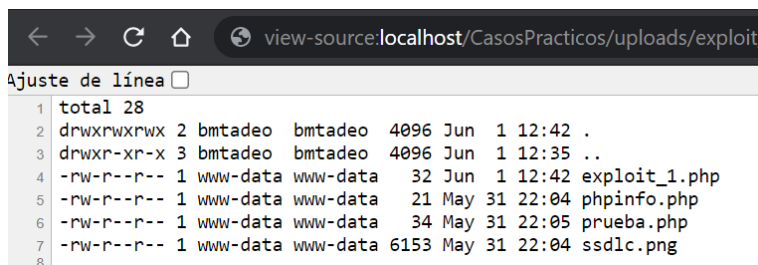 view-source:localhost/CasosPracticos/uploads/exploit
Ajuste de línea
1 total 28
2 drwxrwxrwx 2 bmtadeo  bmtadeo  4096 Jun  1 12:42 .
3 drwxr-xr-x 3 bmtadeo  bmtadeo  4096 Jun  1 12:35 ..
4 -rw-r--r-- 1 www-data www-data   32 Jun  1 12:42 exploit_1.php
5 -rw-r--r-- 1 www-data www-data   21 May 31 22:04 phpinfo.php
6 -rw-r--r-- 1 www-data www-data   34 May 31 22:05 prueba.php
7 -rw-r--r-- 1 www-data www-data 6153 May 31 22:04 ssdlc.png
8